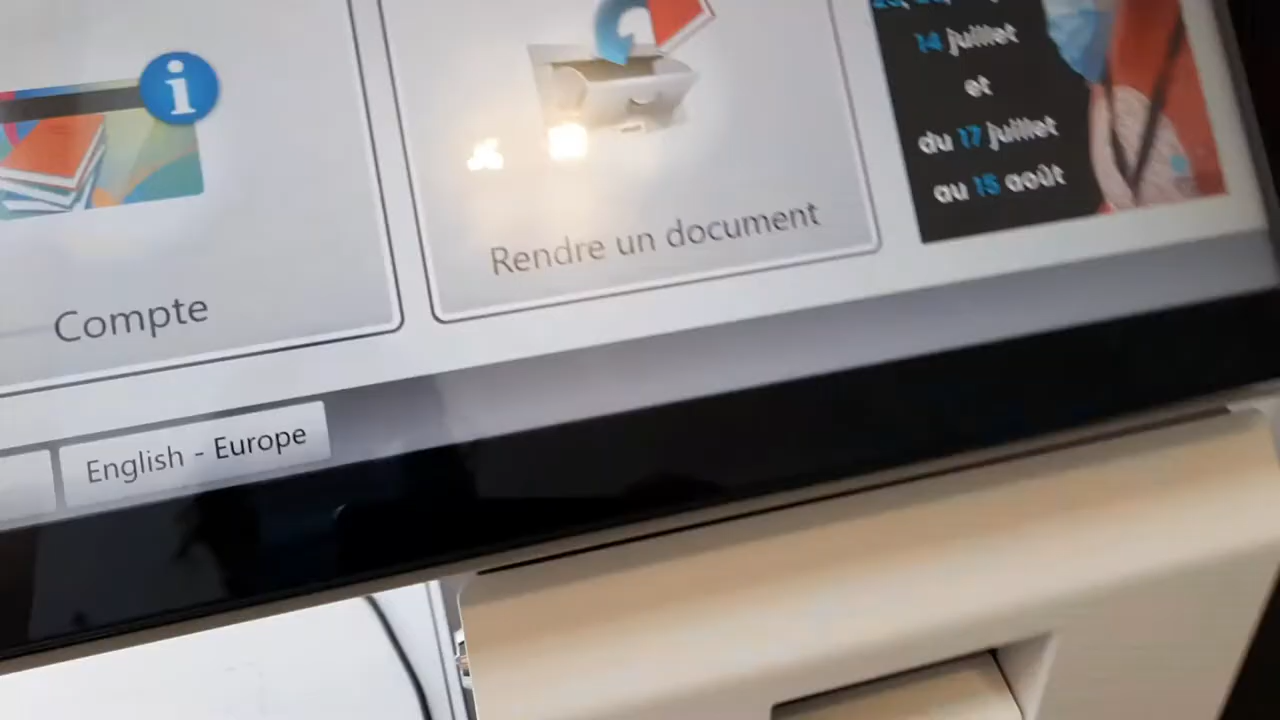 14 juillet
et
du 17 juillet
au 15 août
Rendre un document
Compte
English - Europe